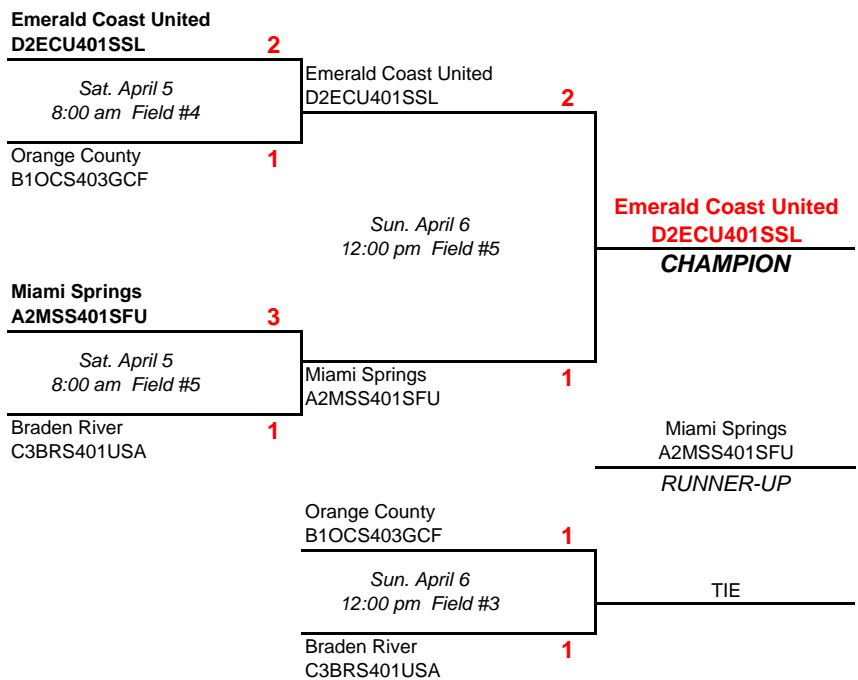 Emerald Coast United
D2ECU401SSL
2
Sat. April 5
8:00 am Field #4
Orange County
B1OCS403GCF
1
Emerald Coast United
D2ECU401SSL
2
Sun. April 6
12:00 pm Field #5
Emerald Coast United
D2ECU401SSL
CHAMPION
Miami Springs
A2MSS401SFU
3
Sat. April 5
8:00 am Field #5
Braden River
C3BRS401USA
1
Miami Springs
A2MSS401SFU
1
Miami Springs
A2MSS401SFU
RUNNER-UP
Orange County
B1OCS403GCF
1
Sun. April 6
12:00 pm Field #3
TIE
Braden River
C3BRS401USA
1